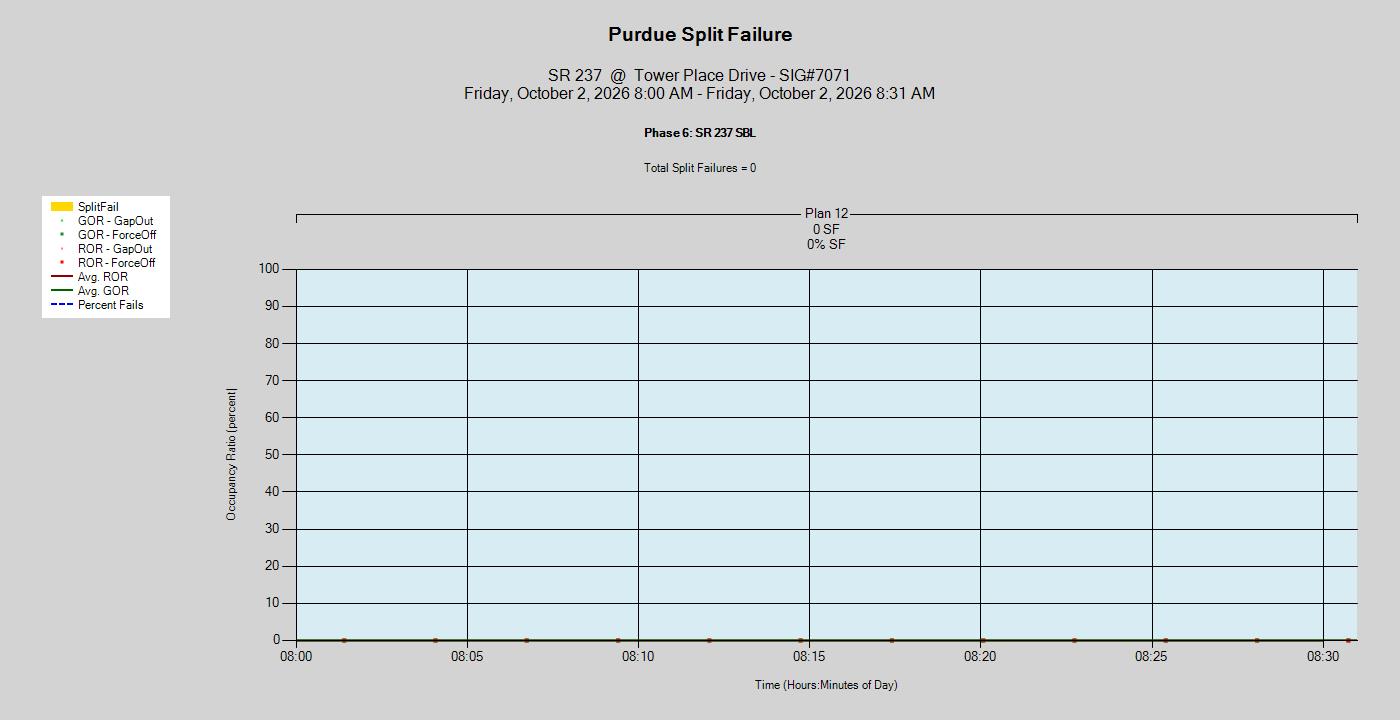 Purdue Split Failure
SR 237 @ Tower Place Drive - SIG#7071
Friday, October 2, 2026 8:00 AM - Friday, October 2, 2026 8:31 AM
Phase 6: SR 237 SBL
Total Split Failures = 0
SplitFail
GOR - GapOut
GOR - ForceOff
ROR - GapOut
ROR - ForceOff
Avg. ROR
Avg. GOR
Percent Fails
Plan 12
0 SF
0% SF
Occupancy Ratio (percent)
100
90
80
70
60
50
40
30
20
10
0
08:00 08:05 08:10 08:15 08:20 08:25 08:30
Time (Hours:Minutes of Day)